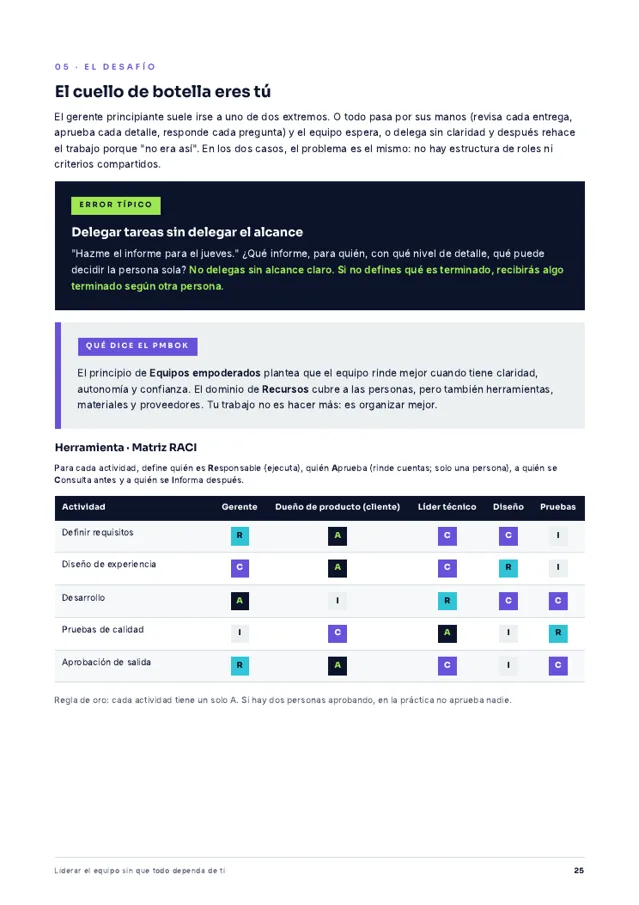 05 · EL DESAFÍO
El cuello de botella eres tú
El gerente principiante suele irse a uno de dos extremos. O todo pasa por sus manos (revisa cada entrega,
aprueba cada detalle, responde cada pregunta) y el equipo espera, o delega sin claridad y después rehace
el trabajo porque "no era así". En los dos casos, el problema es el mismo: no hay estructura de roles ni
criterios compartidos.
ERROR TÍPICO
Delegar tareas sin delegar el alcance
"Hazme el informe para el jueves." ¿Qué informe, para quién, con qué nivel de detalle, qué puede
decidir la persona sola? No delegas sin alcance claro. Si no defines qué es terminado, recibirás algo
terminado según otra persona.
QUÉ DICE EL PMBOK
El principio de Equipos empoderados plantea que el equipo rinde mejor cuando tiene claridad,
autonomía y confianza. El dominio de Recursos cubre a las personas, pero también herramientas,
materiales y proveedores. Tu trabajo no es hacer más: es organizar mejor.
Herramienta · Matriz RACI
Para cada actividad, define quién es Responsable (ejecuta), quién Aprueba (rinde cuentas; solo una persona), a quién se
Consulta antes y a quién se Informa después.
Actividad Gerente Dueño de producto (cliente) Líder técnico Diseño Pruebas
Definir requisitos R A C C I
Diseño de experiencia C A C R I
Desarrollo A I R C C
Pruebas de calidad I C A I R
Aprobación de salida R A C I C
Regla de oro: cada actividad tiene un solo A. Si hay dos personas aprobando, en la práctica no aprueba nadie.
Liderar el equipo sin que todo dependa de ti 25